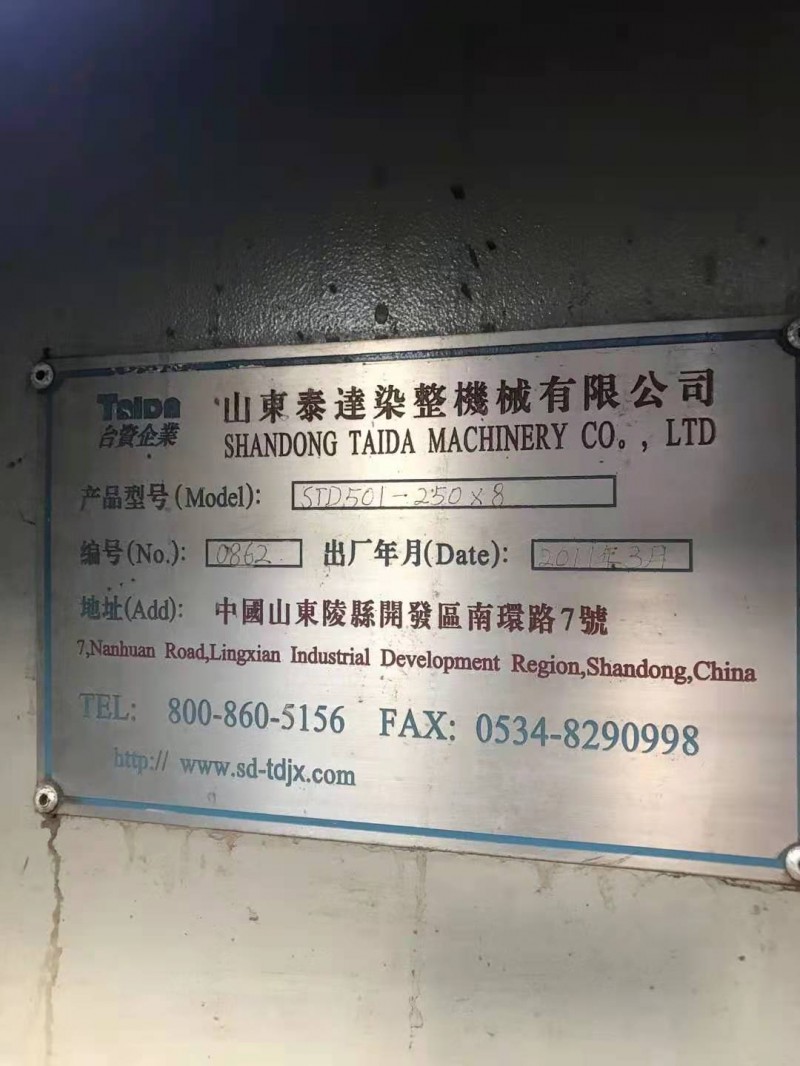 TAIDA 山東泰達染整機械有限公司
台資企業 SHANDONG TAIDA MACHINERY CO。, LTD
产品型号(Model): STD501-250×8
编号(No.): 0862 出厂年月(Date): 2011年3月
地址(Add): 中國山東陵縣開發區南環路7號
7,Nanhuan Road,Lingxian Industrial Development Region,Shandong,China
TEL: 800-860-5156 FAX: 0534-8290998
http:// www.sd-tdjx.com